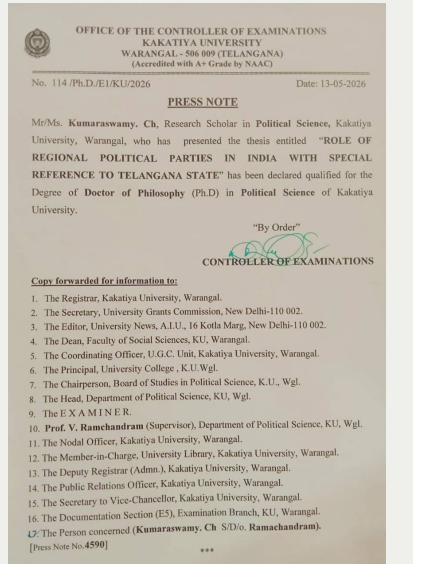 OFFICE OF THE CONTROLLER OF EXAMINATIONS
KAKATIYA UNIVERSITY
WARANGAL - 506 009 (TELANGANA)
(Accredited with A+ Grade by NAAC)
No. 114 /Ph.D./E1/KU/2026 Date: 13-05-2026
PRESS NOTE
Mr/Ms. Kumaraswamy. Ch, Research Scholar in Political Science, Kakatiya
University, Warangal, who has presented the thesis entitled "ROLE OF
REGIONAL POLITICAL PARTIES IN INDIA WITH SPECIAL
REFERENCE TO TELANGANA STATE" has been declared qualified for the
Degree of Doctor of Philosophy (Ph.D) in Political Science of Kakatiya
University.
"By Order"
CONTROLLER OF EXAMINATIONS
Copy forwarded for information to:
1. The Registrar, Kakatiya University, Warangal.
2. The Secretary, University Grants Commission, New Delhi-110 002.
3. The Editor, University News, A.I.U., 16 Kotla Marg, New Delhi-110 002.
4. The Dean, Faculty of Social Sciences, KU, Warangal.
5. The Coordinating Officer, U.G.C. Unit, Kakatiya University, Warangal.
6. The Principal, University College , K.U.Wgl.
7. The Chairperson, Board of Studies in Political Science, K.U., Wgl.
8. The Head, Department of Political Science, KU, Wgl.
9. The E X A M I N E R.
10. Prof. V. Ramchandram (Supervisor), Department of Political Science, KU, Wgl.
11. The Nodal Officer, Kakatiya University, Warangal.
12. The Member-in-Charge, University Library, Kakatiya University, Warangal.
13. The Deputy Registrar (Admn.), Kakatiya University, Warangal.
14. The Public Relations Officer, Kakatiya University, Warangal.
15. The Secretary to Vice-Chancellor, Kakatiya University, Warangal.
16. The Documentation Section (E5), Examination Branch, KU, Warangal.
17. The Person concerned (Kumaraswamy. Ch S/D/o. Ramachandram).
[Press Note No.4590]
***